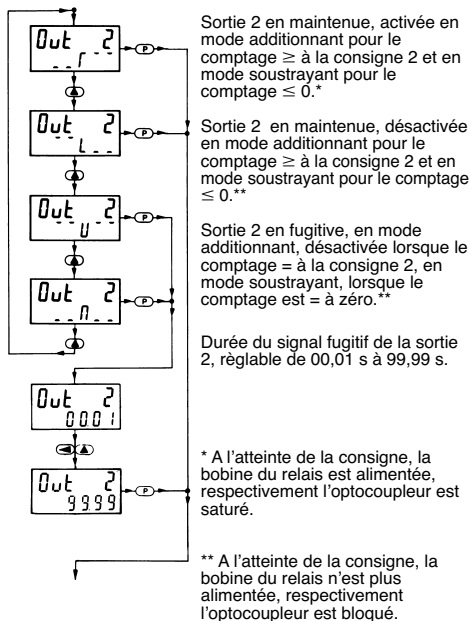 Out 2
_ _ ┌‾
P
Sortie 2 en maintenue, activée en
mode additionnant pour le
comptage ≥ à la consigne 2 et en
mode soustrayant pour le
comptage ≤ 0.*
Out 2
‾ ‾ L _ _
P
Sortie 2 en maintenue, désactivée
en mode additionnant pour le
comptage ≥ à la consigne 2 et en
mode soustrayant pour le comptage
≤ 0.**
Out 2
‾ ‾ U ‾ ‾
P
Sortie 2 en fugitive, en mode
additionnant, désactivée lorsque le
comptage = à la consigne 2, en
mode soustrayant, lorsque le
comptage est = à zéro.**
Out 2
_ _ n _ _
Durée du signal fugitif de la sortie
2, règlable de 00,01 s à 99,99 s.
Out 2
00.01
Out 2
99.99
P
* A l'atteinte de la consigne, la
bobine du relais est alimentée,
respectivement l'optocoupleur est
saturé.
** A l'atteinte de la consigne, la
bobine du relais n'est plus
alimentée, respectivement
l'optocoupleur est bloqué.